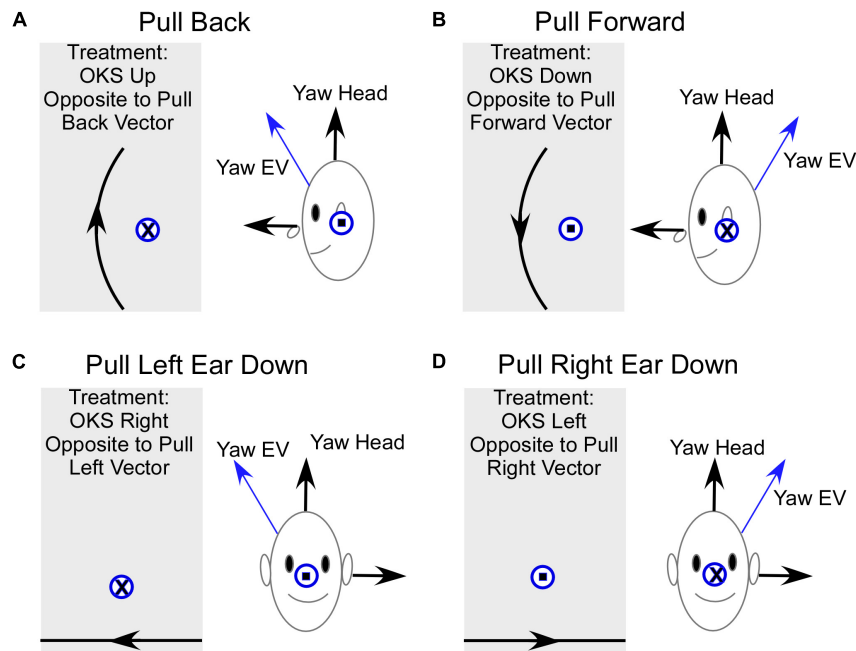 A
Pull Back
Treatment:
OKS Up
Opposite to Pull
Back Vector
Yaw Head
Yaw EV
B
Pull Forward
Treatment:
OKS Down
Opposite to Pull
Forward Vector
Yaw Head
Yaw EV
C
Pull Left Ear Down
Treatment:
OKS Right
Opposite to Pull
Left Vector
Yaw EV
Yaw Head
D
Pull Right Ear Down
Treatment:
OKS Left
Opposite to Pull
Right Vector
Yaw Head
Yaw EV